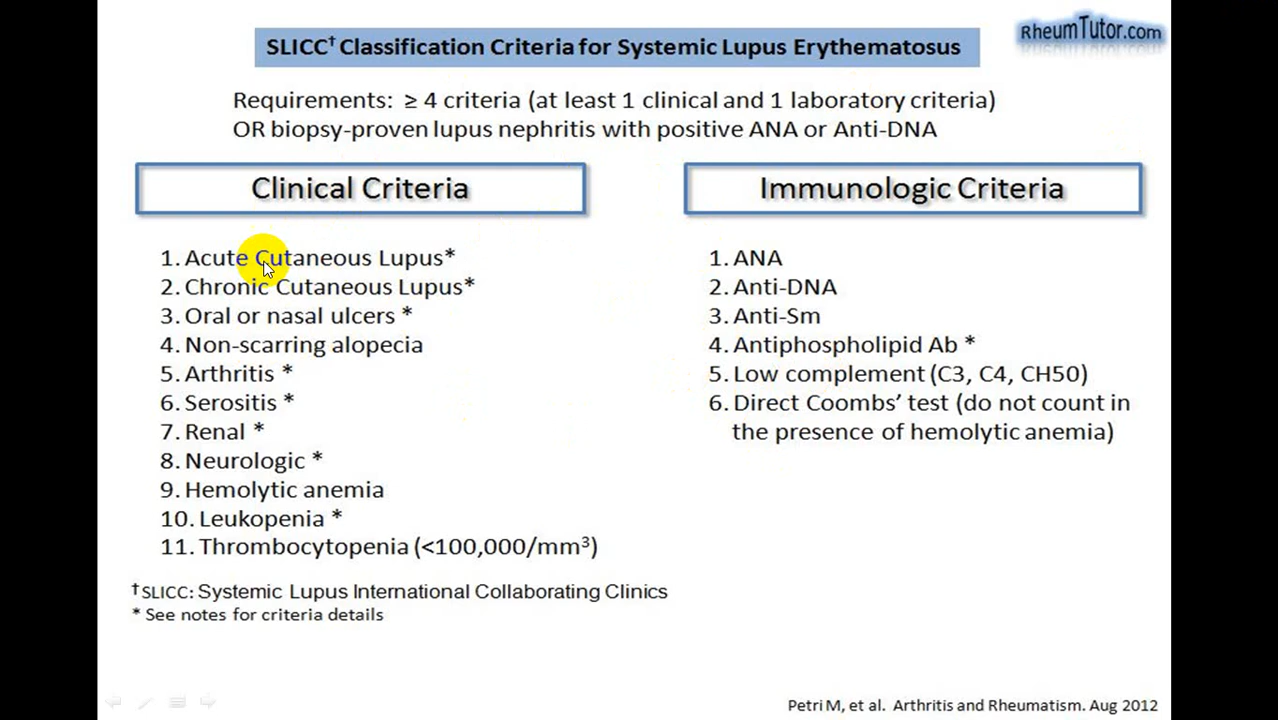 RheumTutor.com
SLICC† Classification Criteria for Systemic Lupus Erythematosus
Requirements: ≥ 4 criteria (at least 1 clinical and 1 laboratory criteria)
OR biopsy-proven lupus nephritis with positive ANA or Anti-DNA
Clinical Criteria
1. Acute Cutaneous Lupus*
2. Chronic Cutaneous Lupus*
3. Oral or nasal ulcers *
4. Non-scarring alopecia
5. Arthritis *
6. Serositis *
7. Renal *
8. Neurologic *
9. Hemolytic anemia
10. Leukopenia *
11. Thrombocytopenia (<100,000/mm³)
Immunologic Criteria
1. ANA
2. Anti-DNA
3. Anti-Sm
4. Antiphospholipid Ab *
5. Low complement (C3, C4, CH50)
6. Direct Coombs’ test (do not count in
the presence of hemolytic anemia)
†SLICC: Systemic Lupus International Collaborating Clinics
* See notes for criteria details
Petri M, et al. Arthritis and Rheumatism. Aug 2012